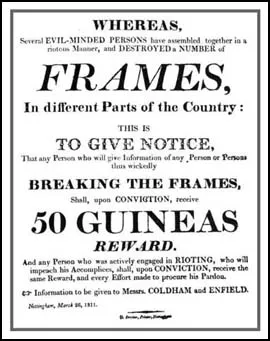 WHEREAS,
Several EVIL-MINDED PERSONS have assembled together in a
riotous Manner, and DESTROYED a NUMBER of
FRAMES,
In different Parts of the Country:
THIS IS
TO GIVE NOTICE,
That any Person who will give Information of any Person or Persons
thus wickedly
BREAKING THE FRAMES,
Shall, upon CONVICTION, receive
50 GUINEAS
REWARD.
And any Person who was actively engaged in RIOTING, who will
impeach his Accomplices, shall, upon CONVICTION, receive the
same Reward, and every Effort made to procure his Pardon.
☞ Information to be given to Messrs. COLDHAM and ENFIELD.
Nottingham, March 26, 1811.
Printer, Nottingham